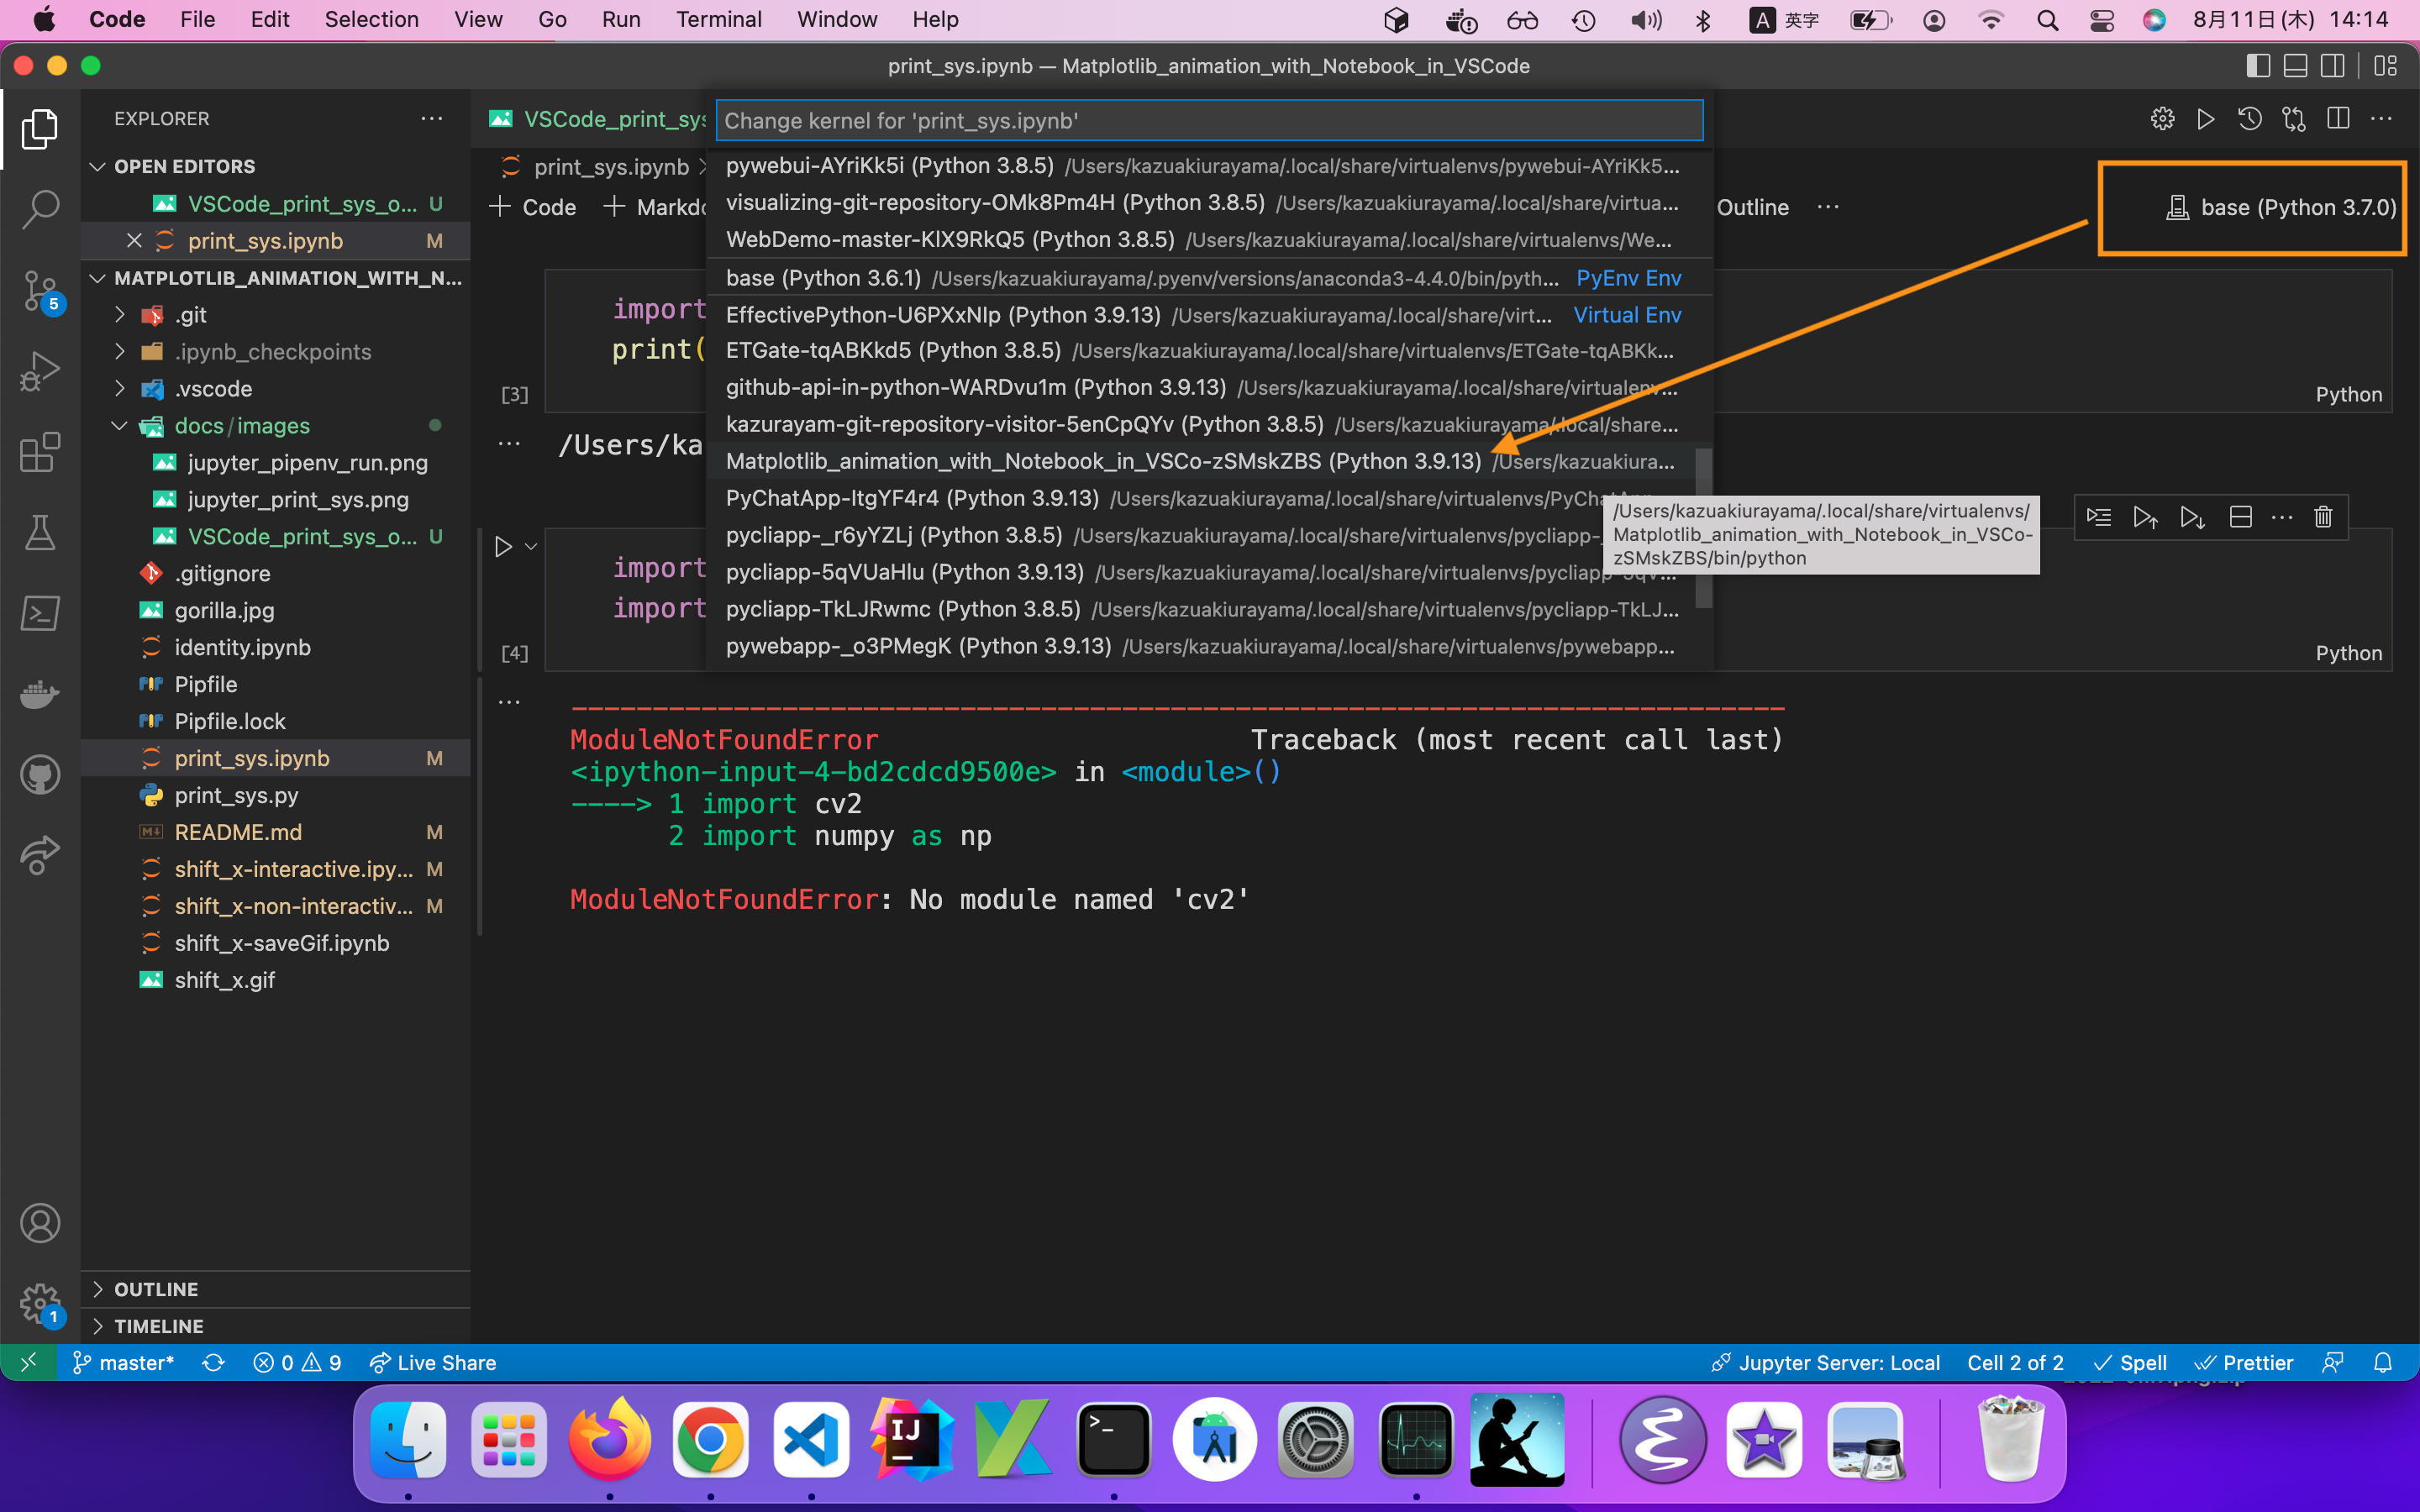 Code File Edit Selection View Go Run Terminal Window Help A 英字 8月11日(木) 14:14
print_sys.ipynb — Matplotlib_animation_with_Notebook_in_VSCode
EXPLORER
OPEN EDITORS
VSCode_print_sys_o... U
print_sys.ipynb M
MATPLOTLIB_ANIMATION_WITH_N...
.git
.ipynb_checkpoints
.vscode
docs/images
jupyter_pipenv_run.png
jupyter_print_sys.png
VSCode_print_sys_o... U
.gitignore
gorilla.jpg
identity.ipynb
Pipfile
Pipfile.lock
print_sys.ipynb M
print_sys.py
README.md M
shift_x-interactive.ipy... M
shift_x-non-interactiv... M
shift_x-saveGif.ipynb
shift_x.gif
OUTLINE
TIMELINE
5
1
VSCode_print_sys
print_sys.ipynb
Code Markdo
Outline
base (Python 3.7.0)
Change kernel for 'print_sys.ipynb'
pywebui-AYriKk5i (Python 3.8.5) /Users/kazuakiurayama/.local/share/virtualenvs/pywebui-AYriKk5...
visualizing-git-repository-OMk8Pm4H (Python 3.8.5) /Users/kazuakiurayama/.local/share/virtua...
WebDemo-master-KlX9RkQ5 (Python 3.8.5) /Users/kazuakiurayama/.local/share/virtualenvs/We...
base (Python 3.6.1) /Users/kazuakiurayama/.pyenv/versions/anaconda3-4.4.0/bin/pyth... PyEnv Env
EffectivePython-U6PXxNIp (Python 3.9.13) /Users/kazuakiurayama/.local/share/virt... Virtual Env
ETGate-tqABKkd5 (Python 3.8.5) /Users/kazuakiurayama/.local/share/virtualenvs/ETGate-tqABKk...
github-api-in-python-WARDvu1m (Python 3.9.13) /Users/kazuakiurayama/.local/share/virtualenv...
kazurayam-git-repository-visitor-5enCpQYv (Python 3.8.5) /Users/kazuakiurayama/.local/share...
Matplotlib_animation_with_Notebook_in_VSCo-zSMskZBS (Python 3.9.13) /Users/kazuakiura...
PyChatApp-ltgYF4r4 (Python 3.9.13) /Users/kazuakiurayama/.local/share/virtualenvs/PyChatApp...
pycliapp-_r6yYZLj (Python 3.8.5) /Users/kazuakiurayama/.local/share/virtualenvs/pycliapp-
pycliapp-5qVUaHlu (Python 3.9.13) /Users/kazuakiurayama/.local/share/virtualenvs/pycliapp-5qV...
pycliapp-TkLJRwmc (Python 3.8.5) /Users/kazuakiurayama/.local/share/virtualenvs/pycliapp-TkLJ...
pywebapp-_o3PMegK (Python 3.9.13) /Users/kazuakiurayama/.local/share/virtualenvs/pywebapp...
/Users/kazuakiurayama/.local/share/virtualenvs/
Matplotlib_animation_with_Notebook_in_VSCo-
zSMskZBS/bin/python
import
print(
[3]
Python
/Users/ka
import
import
[4]
Python
---------------------------------------------------------------------------
ModuleNotFoundError Traceback (most recent call last)
<ipython-input-4-bd2cdcd9500e> in <module>()
----> 1 import cv2
2 import numpy as np
ModuleNotFoundError: No module named 'cv2'
master* 0 9 Live Share Jupyter Server: Local Cell 2 of 2 Spell Prettier
IJ
>_